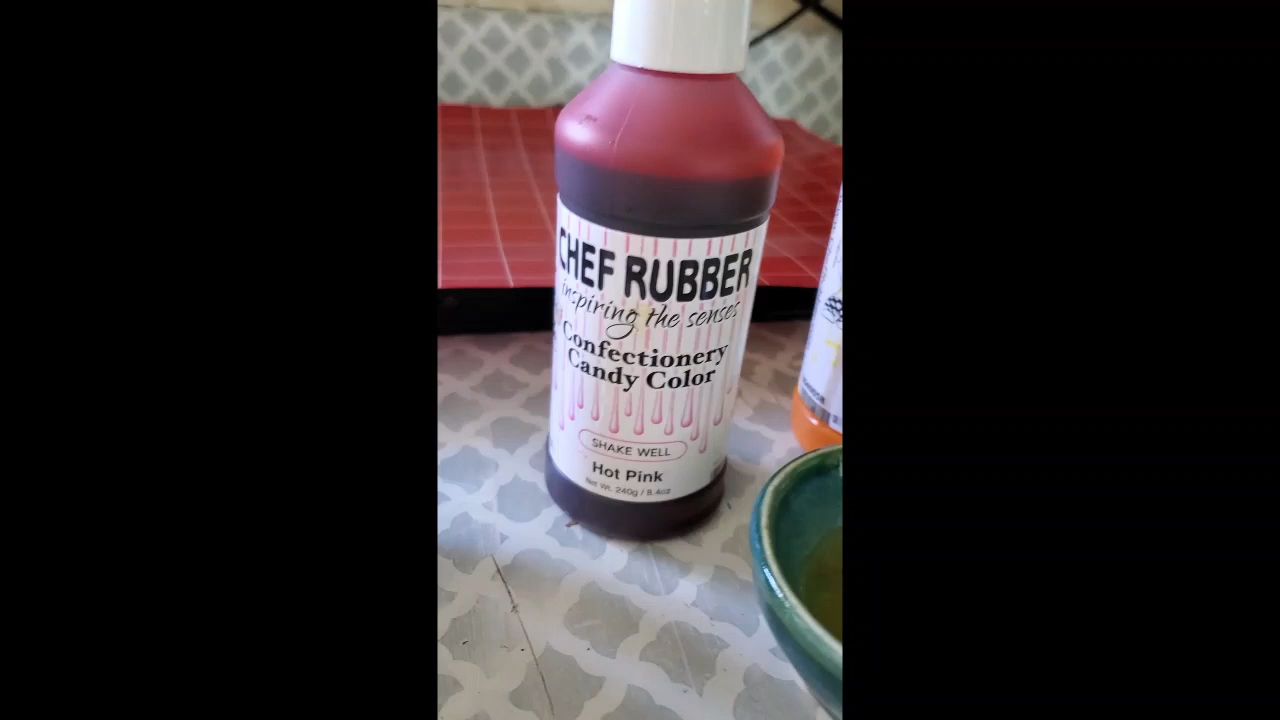 CHEF RUBBER
inspiring the senses
Confectionery
Candy Color
SHAKE WELL
Hot Pink
Net Wt. 240g / 8.4oz